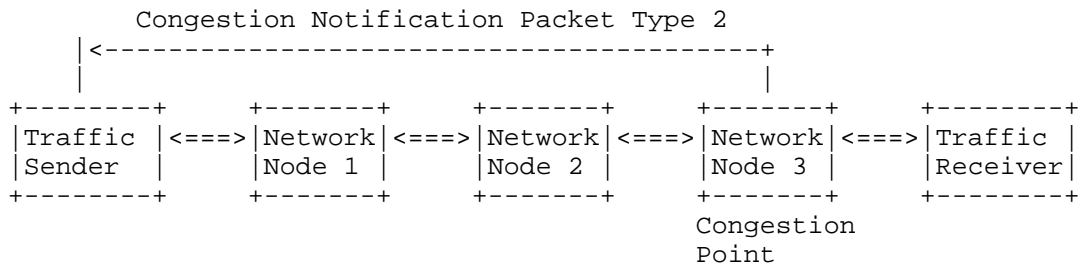 Congestion Notification Packet Type 2
|<---------------------------------------+
|                                        |
+--------+     +-------+     +-------+     +-------+     +--------+
|Traffic |<===>|Network|<===>|Network|<===>|Network|<===>|Traffic |
|Sender  |     |Node 1 |     |Node 2 |     |Node 3 |     |Receiver|
+--------+     +-------+     +-------+     +-------+     +--------+
Congestion
Point